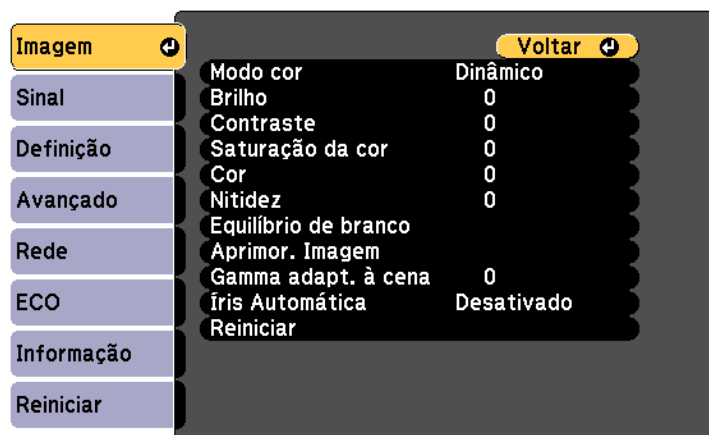 Imagem
Sinal
Definição
Avançado
Rede
ECO
Informação
Reiniciar
Voltar
Modo cor Dinâmico
Brilho 0
Contraste 0
Saturação da cor 0
Cor 0
Nitidez 0
Equilíbrio de branco
Aprimor. Imagem
Gamma adapt. à cena 0
Íris Automática Desativado
Reiniciar